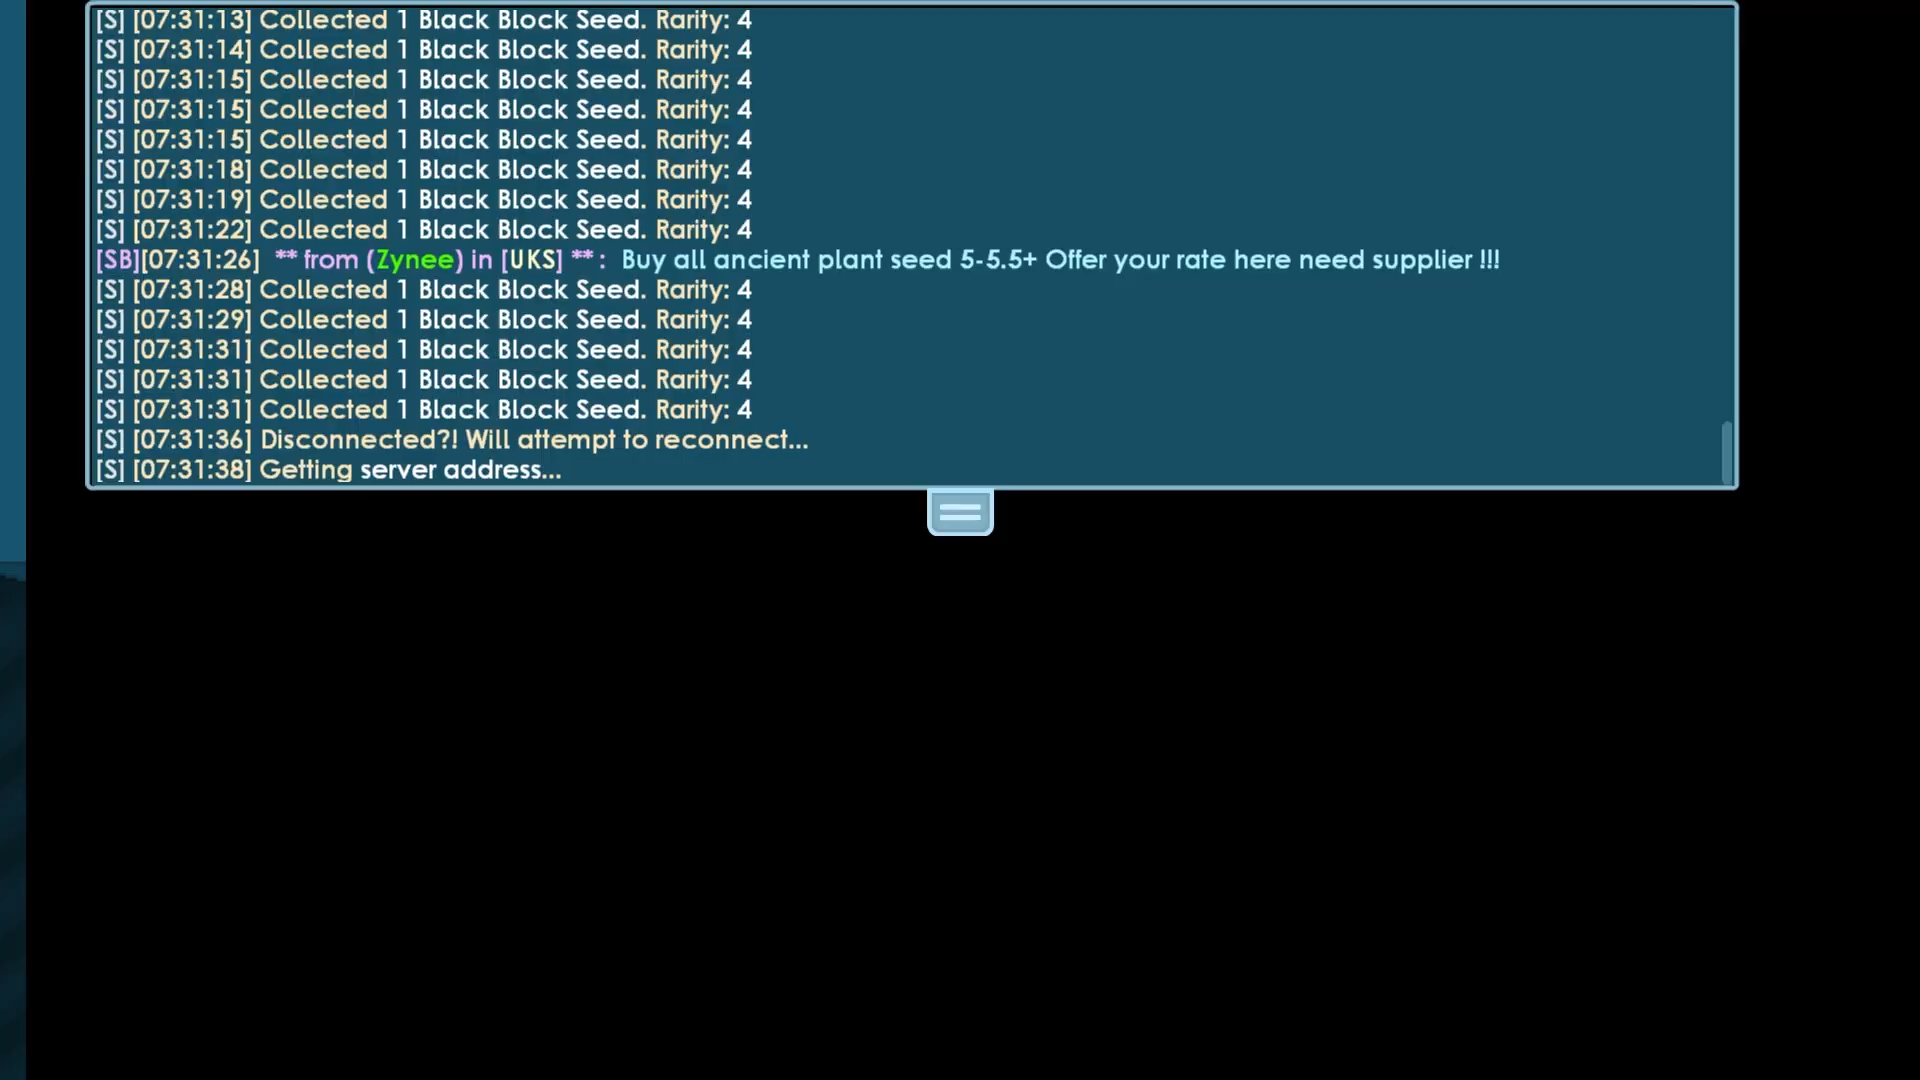 [S] [07:31:13] Collected 1 Black Block Seed. Rarity: 4
[S] [07:31:14] Collected 1 Black Block Seed. Rarity: 4
[S] [07:31:15] Collected 1 Black Block Seed. Rarity: 4
[S] [07:31:15] Collected 1 Black Block Seed. Rarity: 4
[S] [07:31:15] Collected 1 Black Block Seed. Rarity: 4
[S] [07:31:18] Collected 1 Black Block Seed. Rarity: 4
[S] [07:31:19] Collected 1 Black Block Seed. Rarity: 4
[S] [07:31:22] Collected 1 Black Block Seed. Rarity: 4
[SB][07:31:26] ** from (Zynee) in [UKS] ** : Buy all ancient plant seed 5-5.5+ Offer your rate here need supplier !!!
[S] [07:31:28] Collected 1 Black Block Seed. Rarity: 4
[S] [07:31:29] Collected 1 Black Block Seed. Rarity: 4
[S] [07:31:31] Collected 1 Black Block Seed. Rarity: 4
[S] [07:31:31] Collected 1 Black Block Seed. Rarity: 4
[S] [07:31:31] Collected 1 Black Block Seed. Rarity: 4
[S] [07:31:36] Disconnected?! Will attempt to reconnect...
[S] [07:31:38] Getting server address...